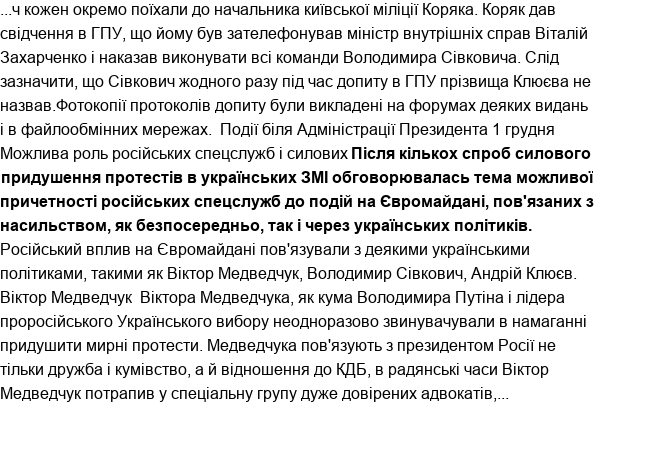 ...ч кожен окремо поїхали до начальника київської міліції Коряка. Коряк дав
свідчення в ГПУ, що йому був зателефонував міністр внутрішніх справ Віталій
Захарченко і наказав виконувати всі команди Володимира Сівковича. Слід
зазначити, що Сівкович жодного разу під час допиту в ГПУ прізвища Клюєва не
назвав.Фотокопії протоколів допиту були викладені на форумах деяких видань
і в файлообмінних мережах.  Події біля Адміністрації Президента 1 грудня
Можлива роль російських спецслужб і силових Після кількох спроб силового
придушення протестів в українських ЗМІ обговорювалась тема можливої
причетності російських спецслужб до подій на Євромайдані, пов'язаних з
насильством, як безпосередньо, так і через українських політиків.
Російський вплив на Євромайдані пов'язували з деякими українськими
політиками, такими як Віктор Медведчук, Володимир Сівкович, Андрій Клюєв.
Віктор Медведчук  Віктора Медведчука, як кума Володимира Путіна і лідера
проросійського Українського вибору неодноразово звинувачували в намаганні
придушити мирні протести. Медведчука пов'язують з президентом Росії не
тільки дружба і кумівство, а й відношення до КДБ, в радянські часи Віктор
Медведчук потрапив у спеціальну групу дуже довірених адвокатів,...